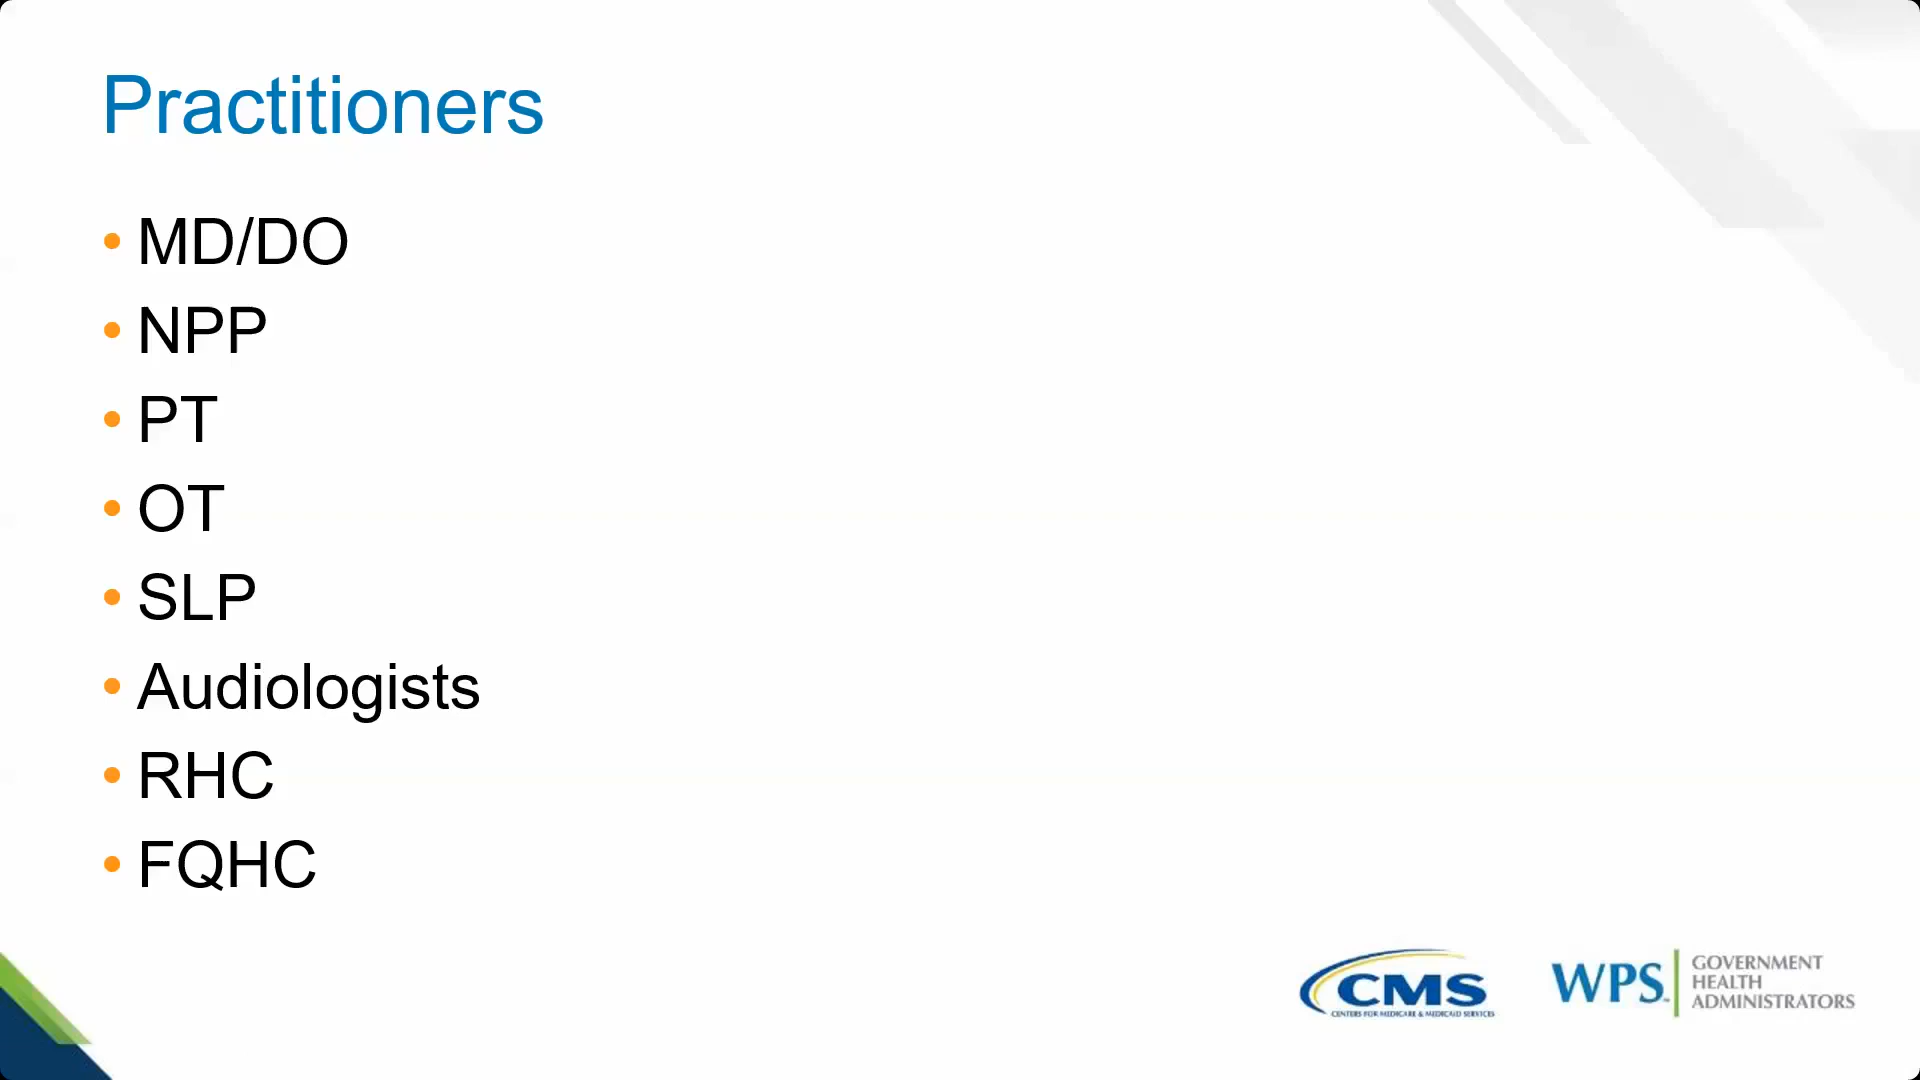 Practitioners
• MD/DO
• NPP
• PT
• OT
• SLP
• Audiologists
• RHC
• FQHC
CMS
CENTERS FOR MEDICARE & MEDICAID SERVICES
WPS
GOVERNMENT
HEALTH
ADMINISTRATORS